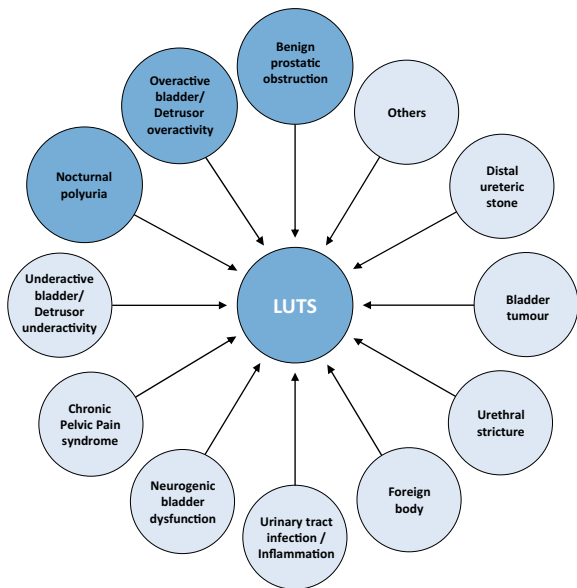 Benign
prostatic
obstruction
Others
Distal
ureteric
stone
Bladder
tumour
Urethral
stricture
Foreign
body
Urinary tract
infection /
Inflammation
Neurogenic
bladder
dysfunction
Chronic
Pelvic Pain
syndrome
Underactive
bladder/
Detrusor
underactivity
Nocturnal
polyuria
Overactive
bladder/
Detrusor
overactivity
LUTS